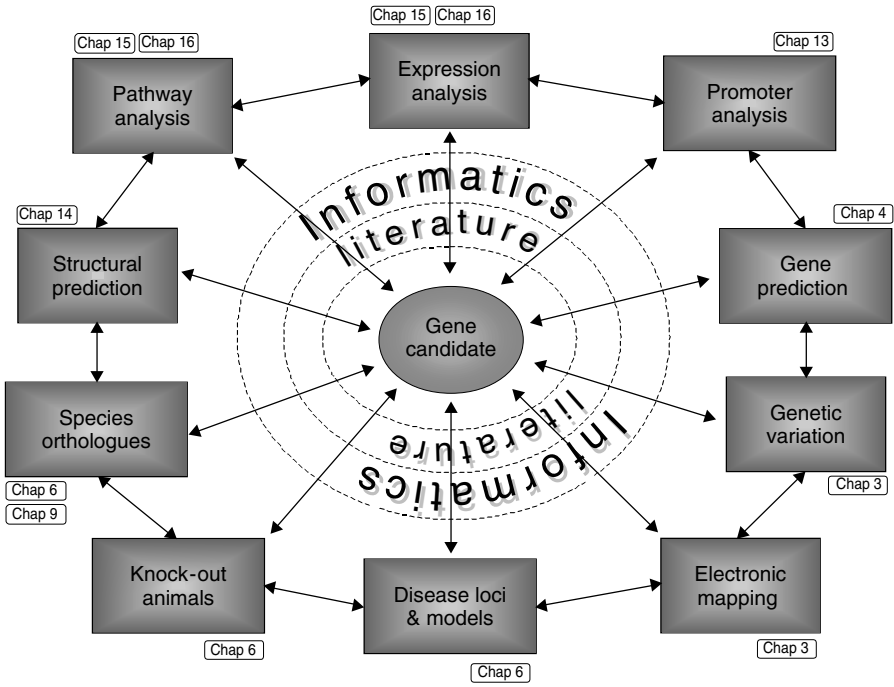 Chap 15 Chap 16
Expression
analysis
Chap 15 Chap 16
Pathway
analysis
Chap 13
Promoter
analysis
Informatics
literature
Chap 14
Structural
prediction
Chap 4
Gene
prediction
Gene
candidate
Species
orthologues
Chap 6
Chap 9
Genetic
variation
Chap 3
literature
Informatics
Knock-out
animals
Chap 6
Disease loci
& models
Chap 6
Electronic
mapping
Chap 3